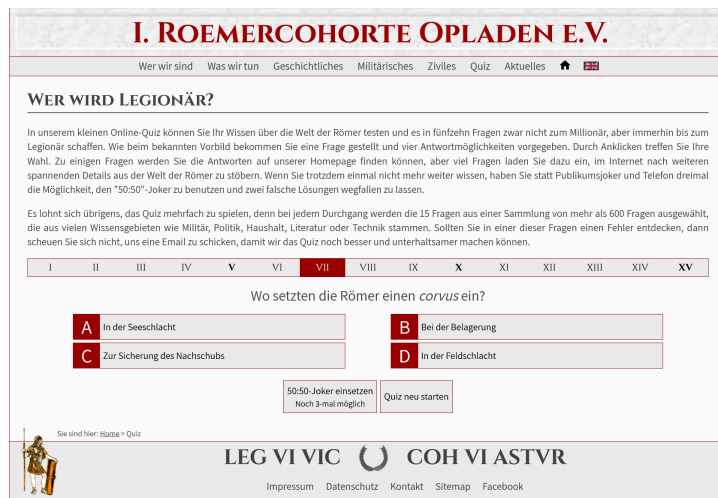 I. Roemercohorte Opladen e.V.
Wer wir sind Was wir tun Geschichtliches Militärisches Ziviles Quiz Aktuelles
Wer wird Legionär?
In unserem kleinen Online-Quiz können Sie Ihr Wissen über die Welt der Römer testen und es in fünfzehn Fragen zwar nicht zum Millionär, aber immerhin bis zum
Legionär schaffen. Wie beim bekannten Vorbild bekommen Sie eine Frage gestellt und vier Antwortmöglichkeiten vorgegeben. Durch Anklicken treffen Sie Ihre
Wahl. Zu einigen Fragen werden Sie die Antworten auf unserer Homepage finden können, aber viel Fragen laden Sie dazu ein, im Internet nach weiteren
spannenden Details aus der Welt der Römer zu stöbern. Wenn Sie trotzdem einmal nicht mehr weiter wissen, haben Sie statt Publikumsjoker und Telefon dreimal
die Möglichkeit, den "50:50"-Joker zu benutzen und zwei falsche Lösungen wegfallen zu lassen.
Es lohnt sich übrigens, das Quiz mehrfach zu spielen, denn bei jedem Durchgang werden die 15 Fragen aus einer Sammlung von mehr als 600 Fragen ausgewählt,
die aus vielen Wissensgebieten wie Militär, Politik, Haushalt, Literatur oder Technik stammen. Sollten Sie in einer dieser Fragen einen Fehler entdecken, dann
scheuen Sie sich nicht, uns eine Email zu schicken, damit wir das Quiz noch besser und unterhaltsamer machen können.
I II III IV V VI VII VIII IX X XI XII XIII XIV XV
Wo setzten die Römer einen corvus ein?
A In der Seeschlacht B Bei der Belagerung
C Zur Sicherung des Nachschubs D In der Feldschlacht
50:50-Joker einsetzen
Noch 3-mal möglich
Quiz neu starten
Sie sind hier: Home > Quiz
LEG VI VIC COH VI ASTVR
Impressum Datenschutz Kontakt Sitemap Facebook